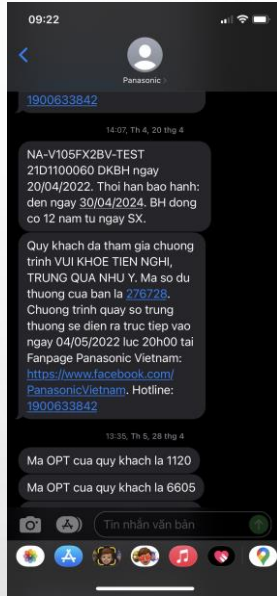 09:22
Panasonic
1900633842
14:07, Th 4, 20 thg 4
NA-V105FX2BV-TEST
21D1100060 DKBH ngay
20/04/2022. Thoi han bao hanh:
den ngay 30/04/2024. BH dong
co 12 nam tu ngay SX.
Quy khach da tham gia chuong
trinh VUI KHOE TIEN NGHI,
TRUNG QUA NHU Y. Ma so du
thuong cua ban la 276728.
Chuong trinh quay so trung
thuong se dien ra truc tiep vao
ngay 04/05/2022 luc 20h00 tai
Fanpage Panasonic Vietnam:
https://www.facebook.com/
PanasonicVietnam. Hotline:
1900633842
13:35, Th 5, 28 thg 4
Ma OPT cua quy khach la 1120
Ma OPT cua quy khach la 6605
Tin nhắn văn bản